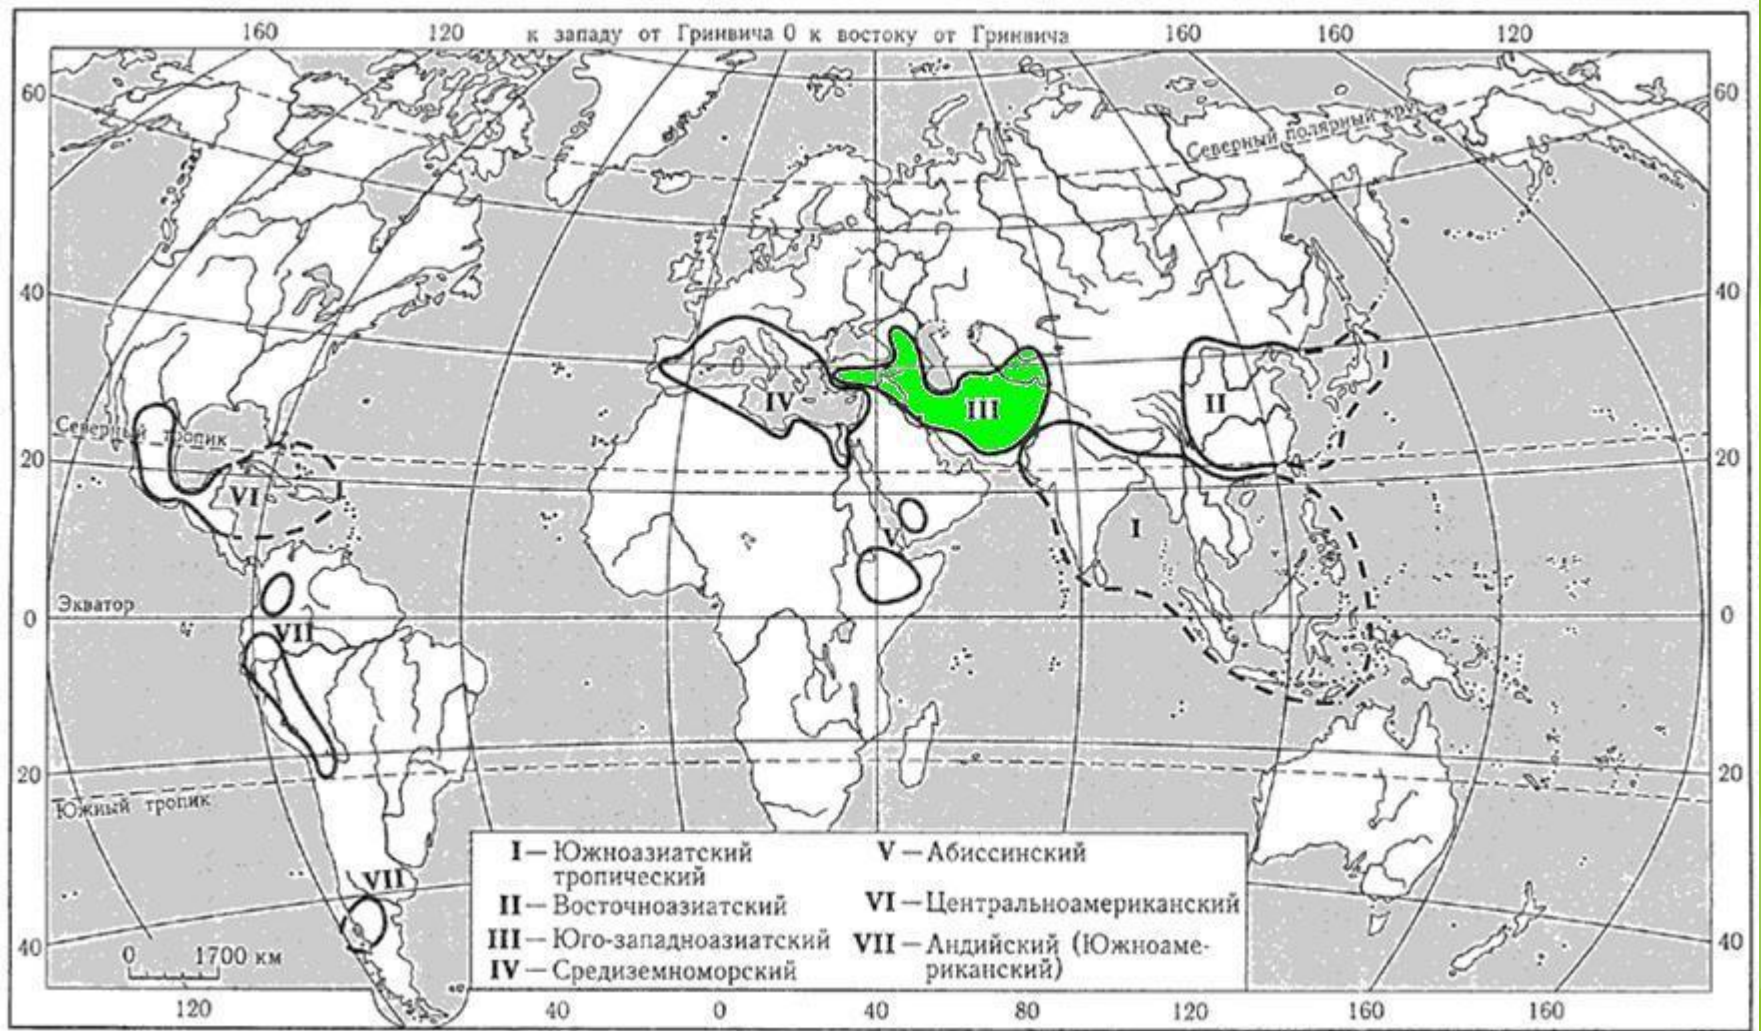 160 120 к западу от Гринвича 0 к востоку от Гринвича 160 160 120
60 60
Северный полярный круг
40 40
IV III II
Северный тропик
20 20
VI
I
V
Экватор
0 0
VII
20 20
Южный тропик
VII
I — Южноазиатский
тропический
II — Восточноазиатский
III — Юго-западноазиатский
IV — Средиземноморский
V — Абиссинский
VI — Центральноамериканский
VII — Андийский (Южноаме-
риканский)
40 40
0 1700 км
120 40 0 40 80 120 160 160